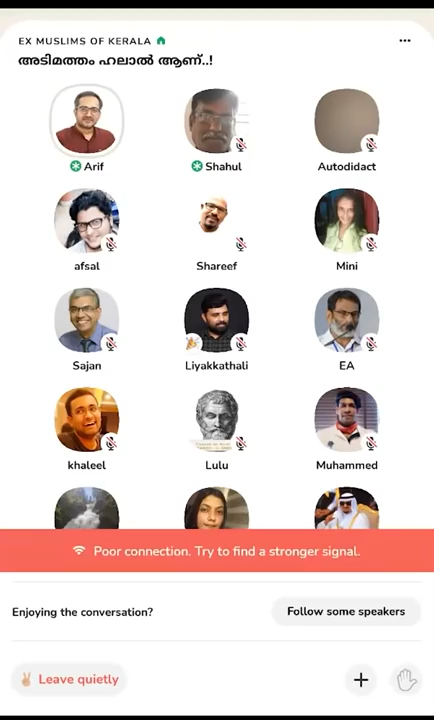 EX MUSLIMS OF KERALA
അടിമത്തം ഹലാൽ ആണ്..!
Arif
Shahul
Autodidact
afsal
Shareef
Mini
Sajan
Liyakkathali
EA
khaleel
Lulu
Muhammed
Poor connection. Try to find a stronger signal.
Enjoying the conversation?
Follow some speakers
Leave quietly